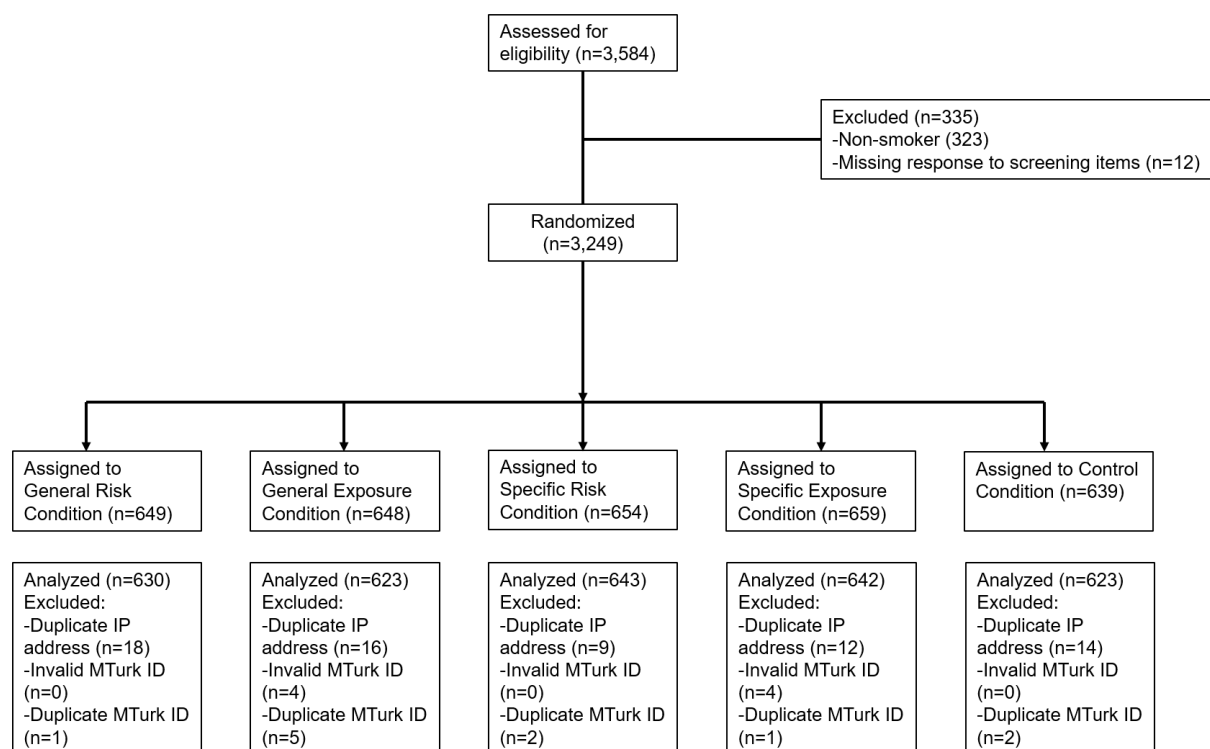 Assessed for
eligibility (n=3,584)
Excluded (n=335)
-Non-smoker (323)
-Missing response to screening items (n=12)
Randomized
(n=3,249)
Assigned to
General Risk
Condition (n=649)
Assigned to
General Exposure
Condition (n=648)
Assigned to
Specific Risk
Condition (n=654)
Assigned to
Specific Exposure
Condition (n=659)
Assigned to Control
Condition (n=639)
Analyzed (n=630)
Excluded:
-Duplicate IP
address (n=18)
-Invalid MTurk ID
(n=0)
-Duplicate MTurk ID
(n=1)
Analyzed (n=623)
Excluded:
-Duplicate IP
address (n=16)
-Invalid MTurk ID
(n=4)
-Duplicate MTurk ID
(n=5)
Analyzed (n=643)
Excluded:
-Duplicate IP
address (n=9)
-Invalid MTurk ID
(n=0)
-Duplicate MTurk ID
(n=2)
Analyzed (n=642)
Excluded:
-Duplicate IP
address (n=12)
-Invalid MTurk ID
(n=4)
-Duplicate MTurk ID
(n=1)
Analyzed (n=623)
Excluded:
-Duplicate IP
address (n=14)
-Invalid MTurk ID
(n=0)
-Duplicate MTurk ID
(n=2)